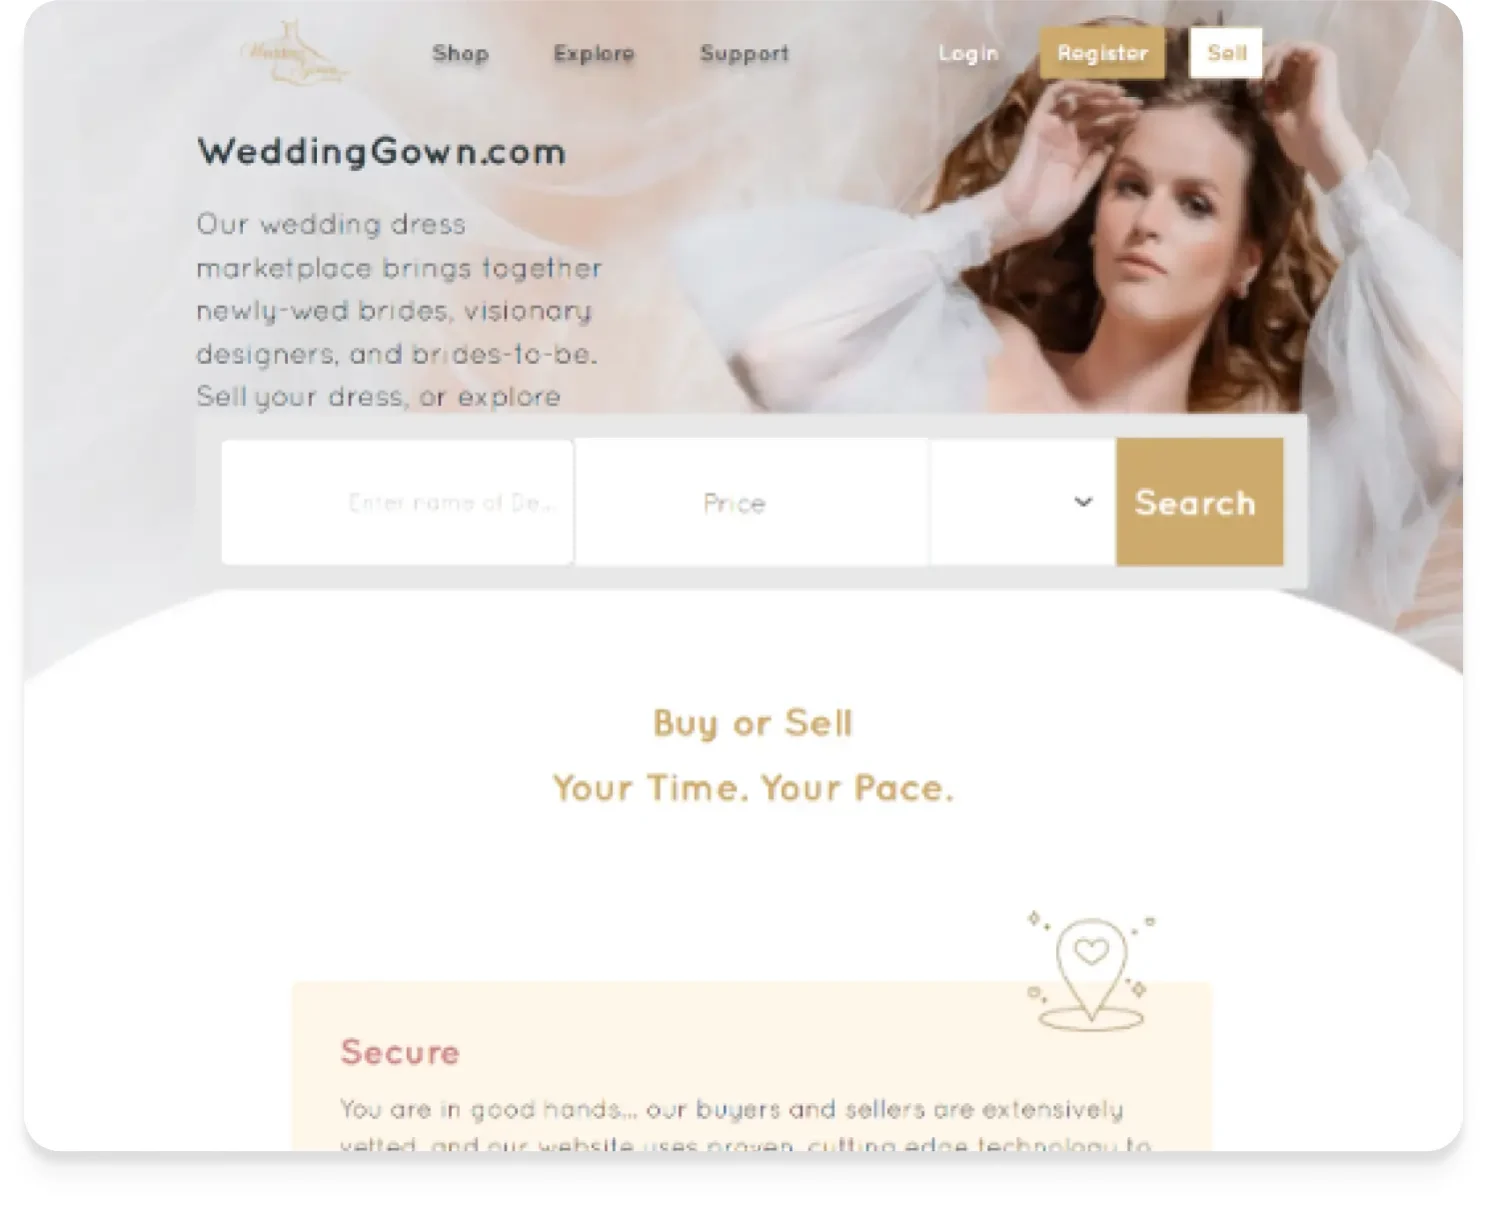 Wedding
Gown.com
Shop
Explore
Support
Login
Register
Sell
WeddingGown.com
Our wedding dress
marketplace brings together
newly-wed brides, visionary
designers, and brides-to-be.
Sell your dress, or explore
Enter name of De...
Price
Search
Buy or Sell
Your Time. Your Pace.
Secure
You are in good hands... our buyers and sellers are extensively
vetted, and our website uses proven, cutting edge technology to